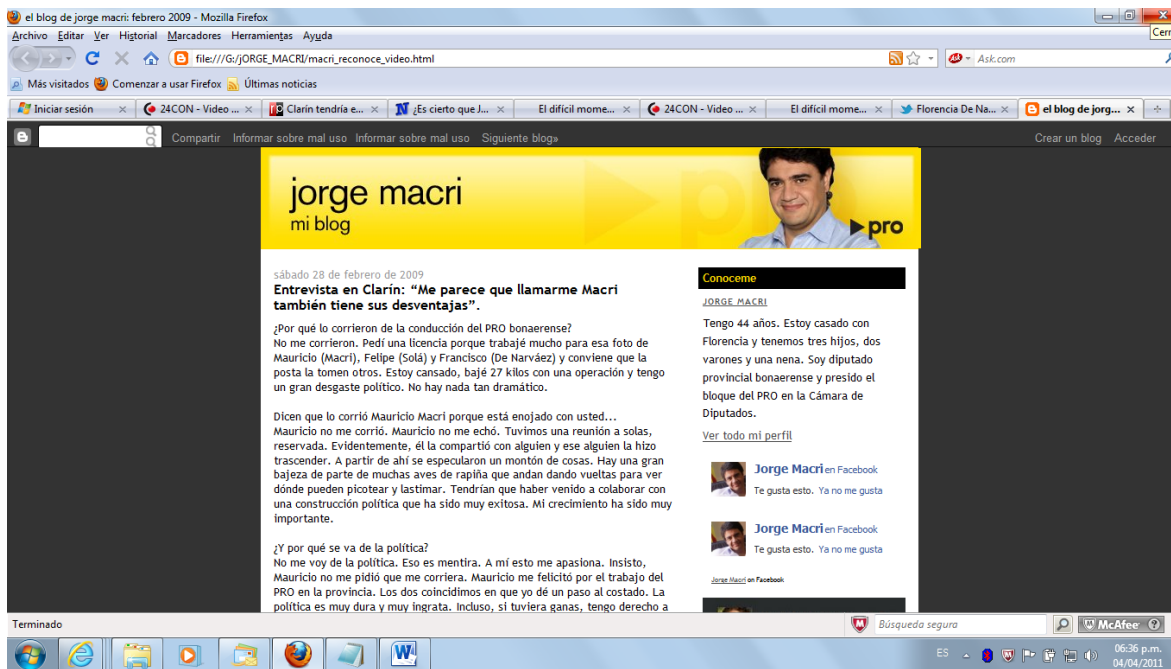 el blog de jorge macri: febrero 2009 - Mozilla Firefox
Archivo Editar Ver Historial Marcadores Herramientas Ayuda
Cerr
file:///G:/jORGE_MACRI/macri_reconoce_video.html
Ask.com
Más visitados Comenzar a usar Firefox Últimas noticias
Iniciar sesión 24CON - Video ... Clarín tendría e... ¿Es cierto que J... El difícil mome... 24CON - Video ... El difícil mome... Florencia De Na... el blog de jorg...
Compartir Informar sobre mal uso Informar sobre mal uso Siguiente blog» Crear un blog Acceder
jorge macri
mi blog
pro
pro
sábado 28 de febrero de 2009
Entrevista en Clarín: “Me parece que llamarme Macri
también tiene sus desventajas”.
¿Por qué lo corrieron de la conducción del PRO bonaerense?
No me corrieron. Pedí una licencia porque trabajé mucho para esa foto de
Mauricio (Macri), Felipe (Solá) y Francisco (De Narváez) y conviene que la
posta la tomen otros. Estoy cansado, bajé 27 kilos con una operación y tengo
un gran desgaste político. No hay nada tan dramático.
Dicen que lo corrió Mauricio Macri porque está enojado con usted...
Mauricio no me corrió. Mauricio no me echó. Tuvimos una reunión a solas,
reservada. Evidentemente, él la compartió con alguien y ese alguien la hizo
trascender. A partir de ahí se especularon un montón de cosas. Hay una gran
bajeza de parte de muchas aves de rapiña que andan dando vueltas para ver
dónde pueden picotear y lastimar. Tendrían que haber venido a colaborar con
una construcción política que ha sido muy exitosa. Mi crecimiento ha sido muy
importante.
¿Y por qué se va de la política?
No me voy de la política. Eso es mentira. A mí esto me apasiona. Insisto,
Mauricio no me pidió que me corriera. Mauricio me felicitó por el trabajo del
PRO en la provincia. Los dos coincidimos en que yo dé un paso al costado. La
política es muy dura y muy ingrata. Incluso, si tuviera ganas, tengo derecho a
Conoceme
JORGE MACRI
Tengo 44 años. Estoy casado con
Florencia y tenemos tres hijos, dos
varones y una nena. Soy diputado
provincial bonaerense y presido el
bloque del PRO en la Cámara de
Diputados.
Ver todo mi perfil
Jorge Macri en Facebook
Te gusta esto. Ya no me gusta
Jorge Macri en Facebook
Te gusta esto. Ya no me gusta
Jorge Macri on Facebook
Terminado
Búsqueda segura
McAfee
ES
06:36 p.m.
04/04/2011